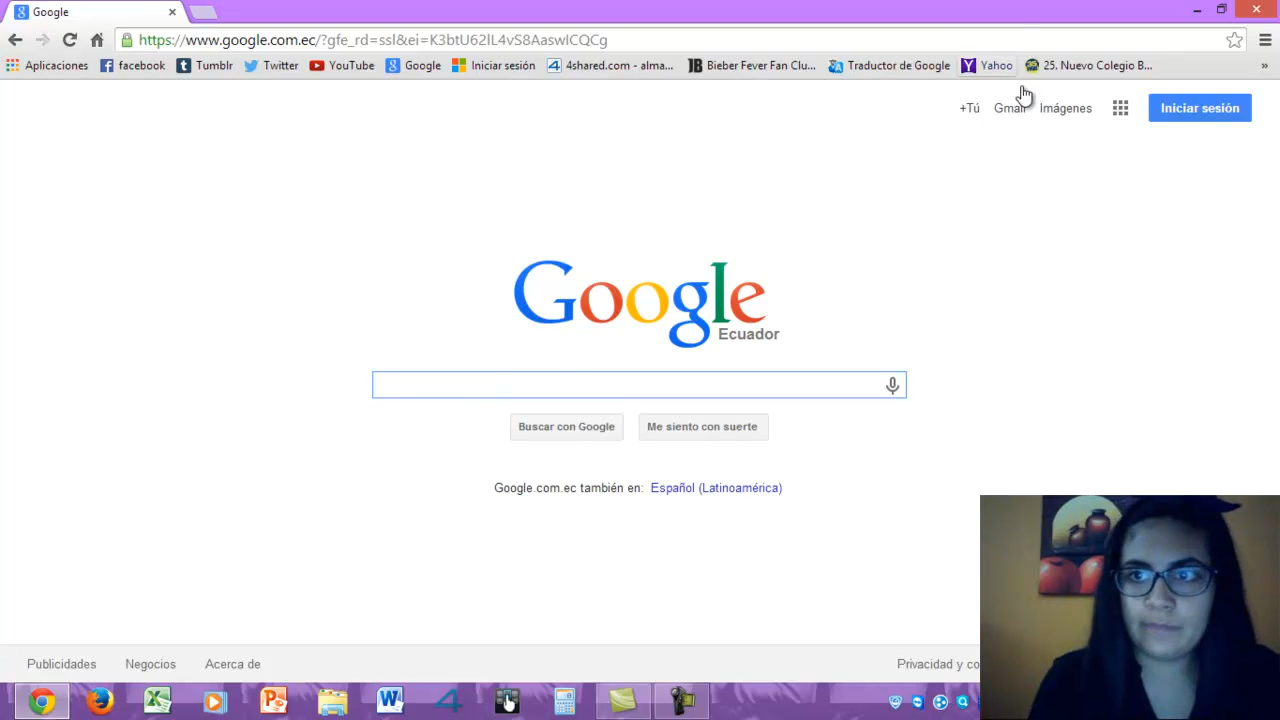 Google
https://www.google.com.ec/?gfe_rd=ssl&ei=K3btU62lL4vS8AaswICQCg
Aplicaciones facebook Tumblr Twitter YouTube Google Iniciar sesión 4shared.com - alma... Bieber Fever Fan Clu... Traductor de Google Yahoo 25. Nuevo Colegio B... »
+Tú Gmail Imágenes Iniciar sesión
Google
Ecuador
Buscar con Google Me siento con suerte
Google.com.ec también en: Español (Latinoamérica)
Publicidades Negocios Acerca de Privacidad y